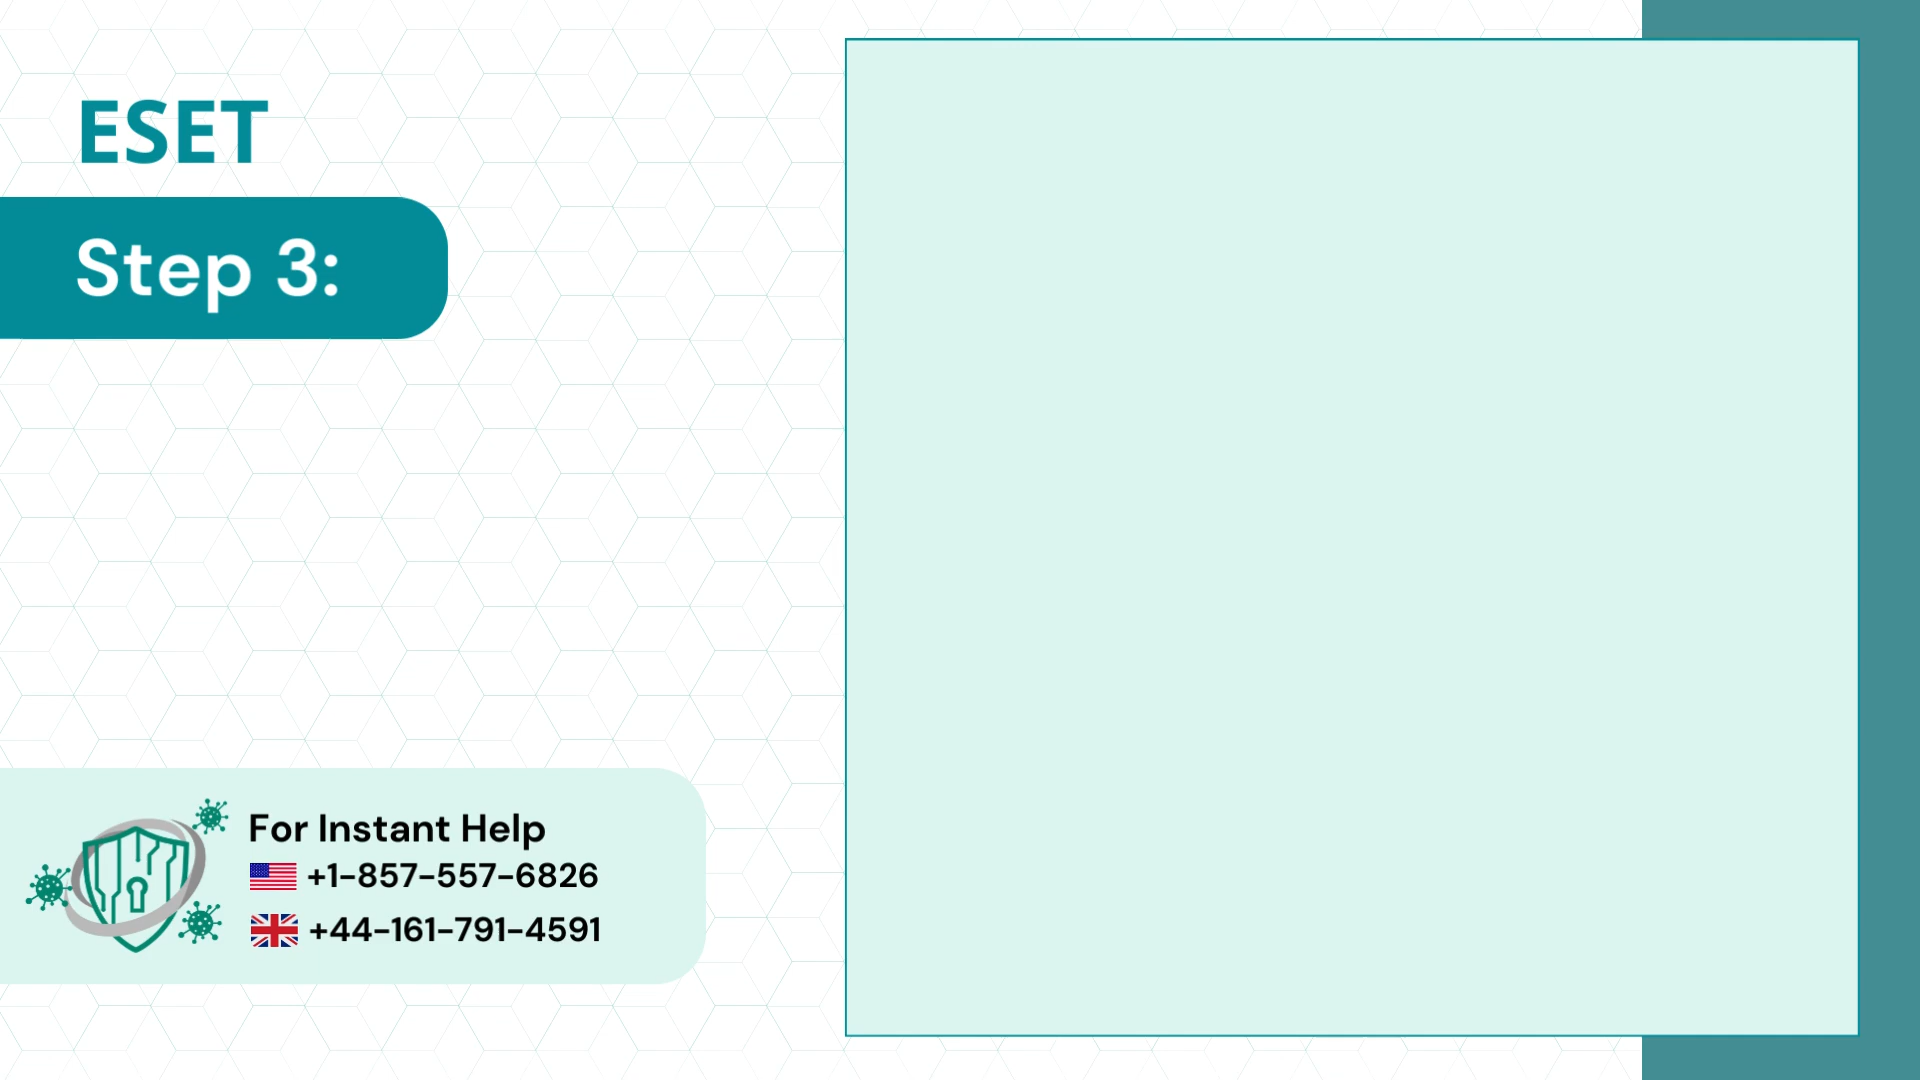 ESET
Step 3:
For Instant Help
+1-857-557-6826
+44-161-791-4591